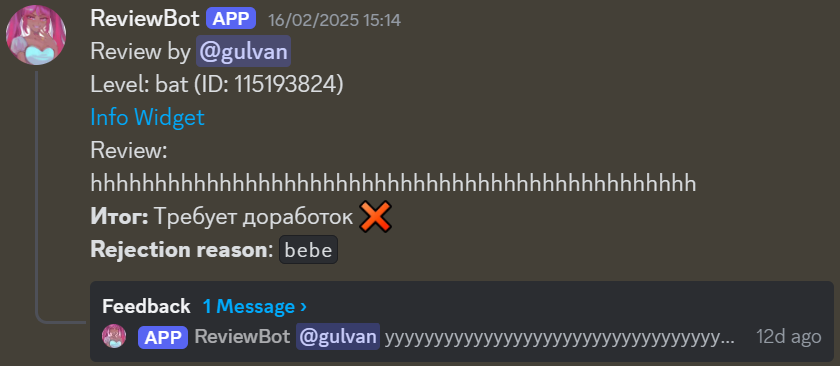 ReviewBot APP 16/02/2025 15:14
Review by @gulvan
Level: bat (ID: 115193824)
Info Widget
Review:
hhhhhhhhhhhhhhhhhhhhhhhhhhhhhhhhhhhhhhhhhhhhhhh
Итог: Требует доработок ❌
Rejection reason: bebe
Feedback 1 Message ›
APP ReviewBot @gulvan yyyyyyyyyyyyyyyyyyyyyyyyyyyyyyyyyy... 12d ago